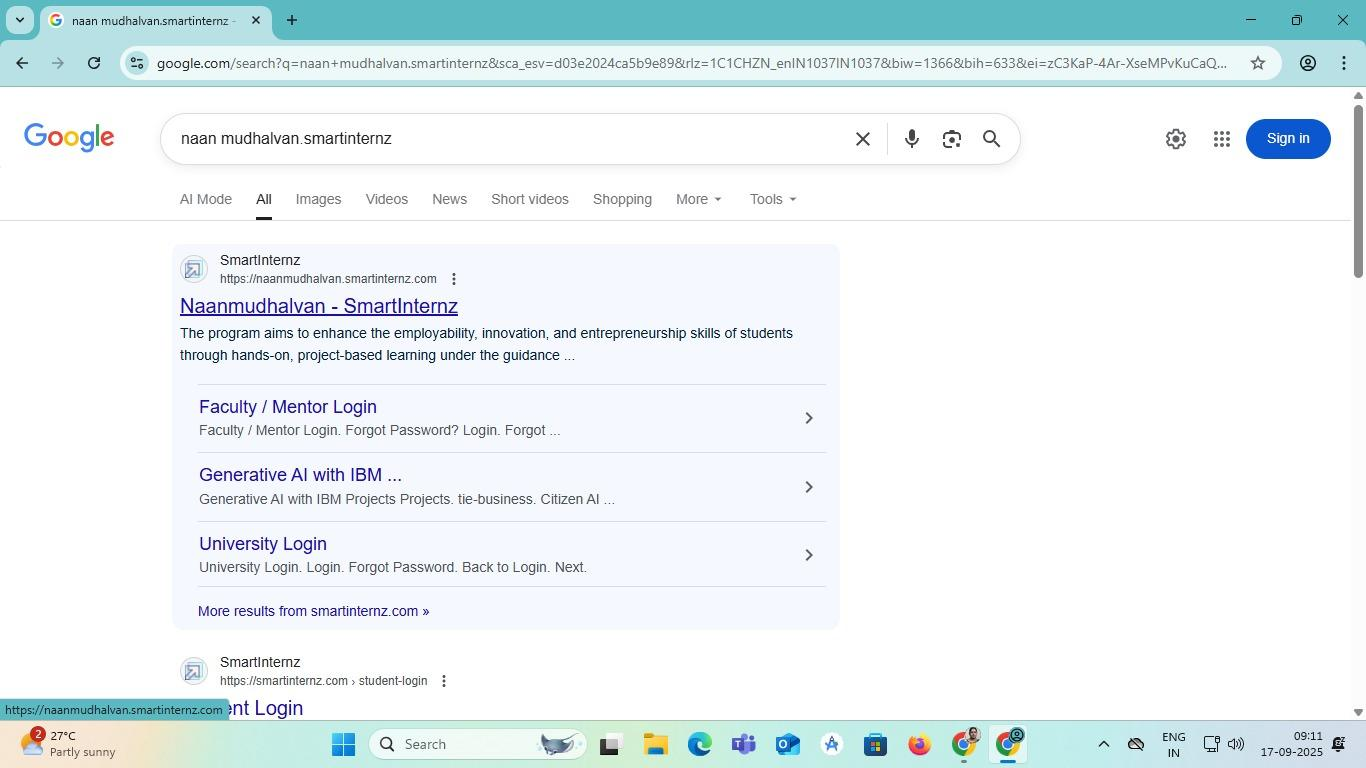 naan mudhalvan.smartinternz -
google.com/search?q=naan+mudhalvan.smartinternz&sca_esv=d03e2024ca5b9e89&rlz=1C1CHZN_enIN1037IN1037&biw=1366&bih=633&ei=zC3KaP-4Ar-XseMPvKuCaQ...
Google
naan mudhalvan.smartinternz
Sign in
AI Mode All Images Videos News Short videos Shopping More Tools
SmartInternz
https://naanmudhalvan.smartinternz.com
Naanmudhalvan - SmartInternz
The program aims to enhance the employability, innovation, and entrepreneurship skills of students
through hands-on, project-based learning under the guidance ...
Faculty / Mentor Login
Faculty / Mentor Login. Forgot Password? Login. Forgot ...
Generative AI with IBM ...
Generative AI with IBM Projects Projects. tie-business. Citizen AI ...
University Login
University Login. Login. Forgot Password. Back to Login. Next.
More results from smartinternz.com »
SmartInternz
https://smartinternz.com › student-login
ent Login
https://naanmudhalvan.smartinternz.com
2
27°C
Partly sunny
Search
ENG
IN
09:11
17-09-2025